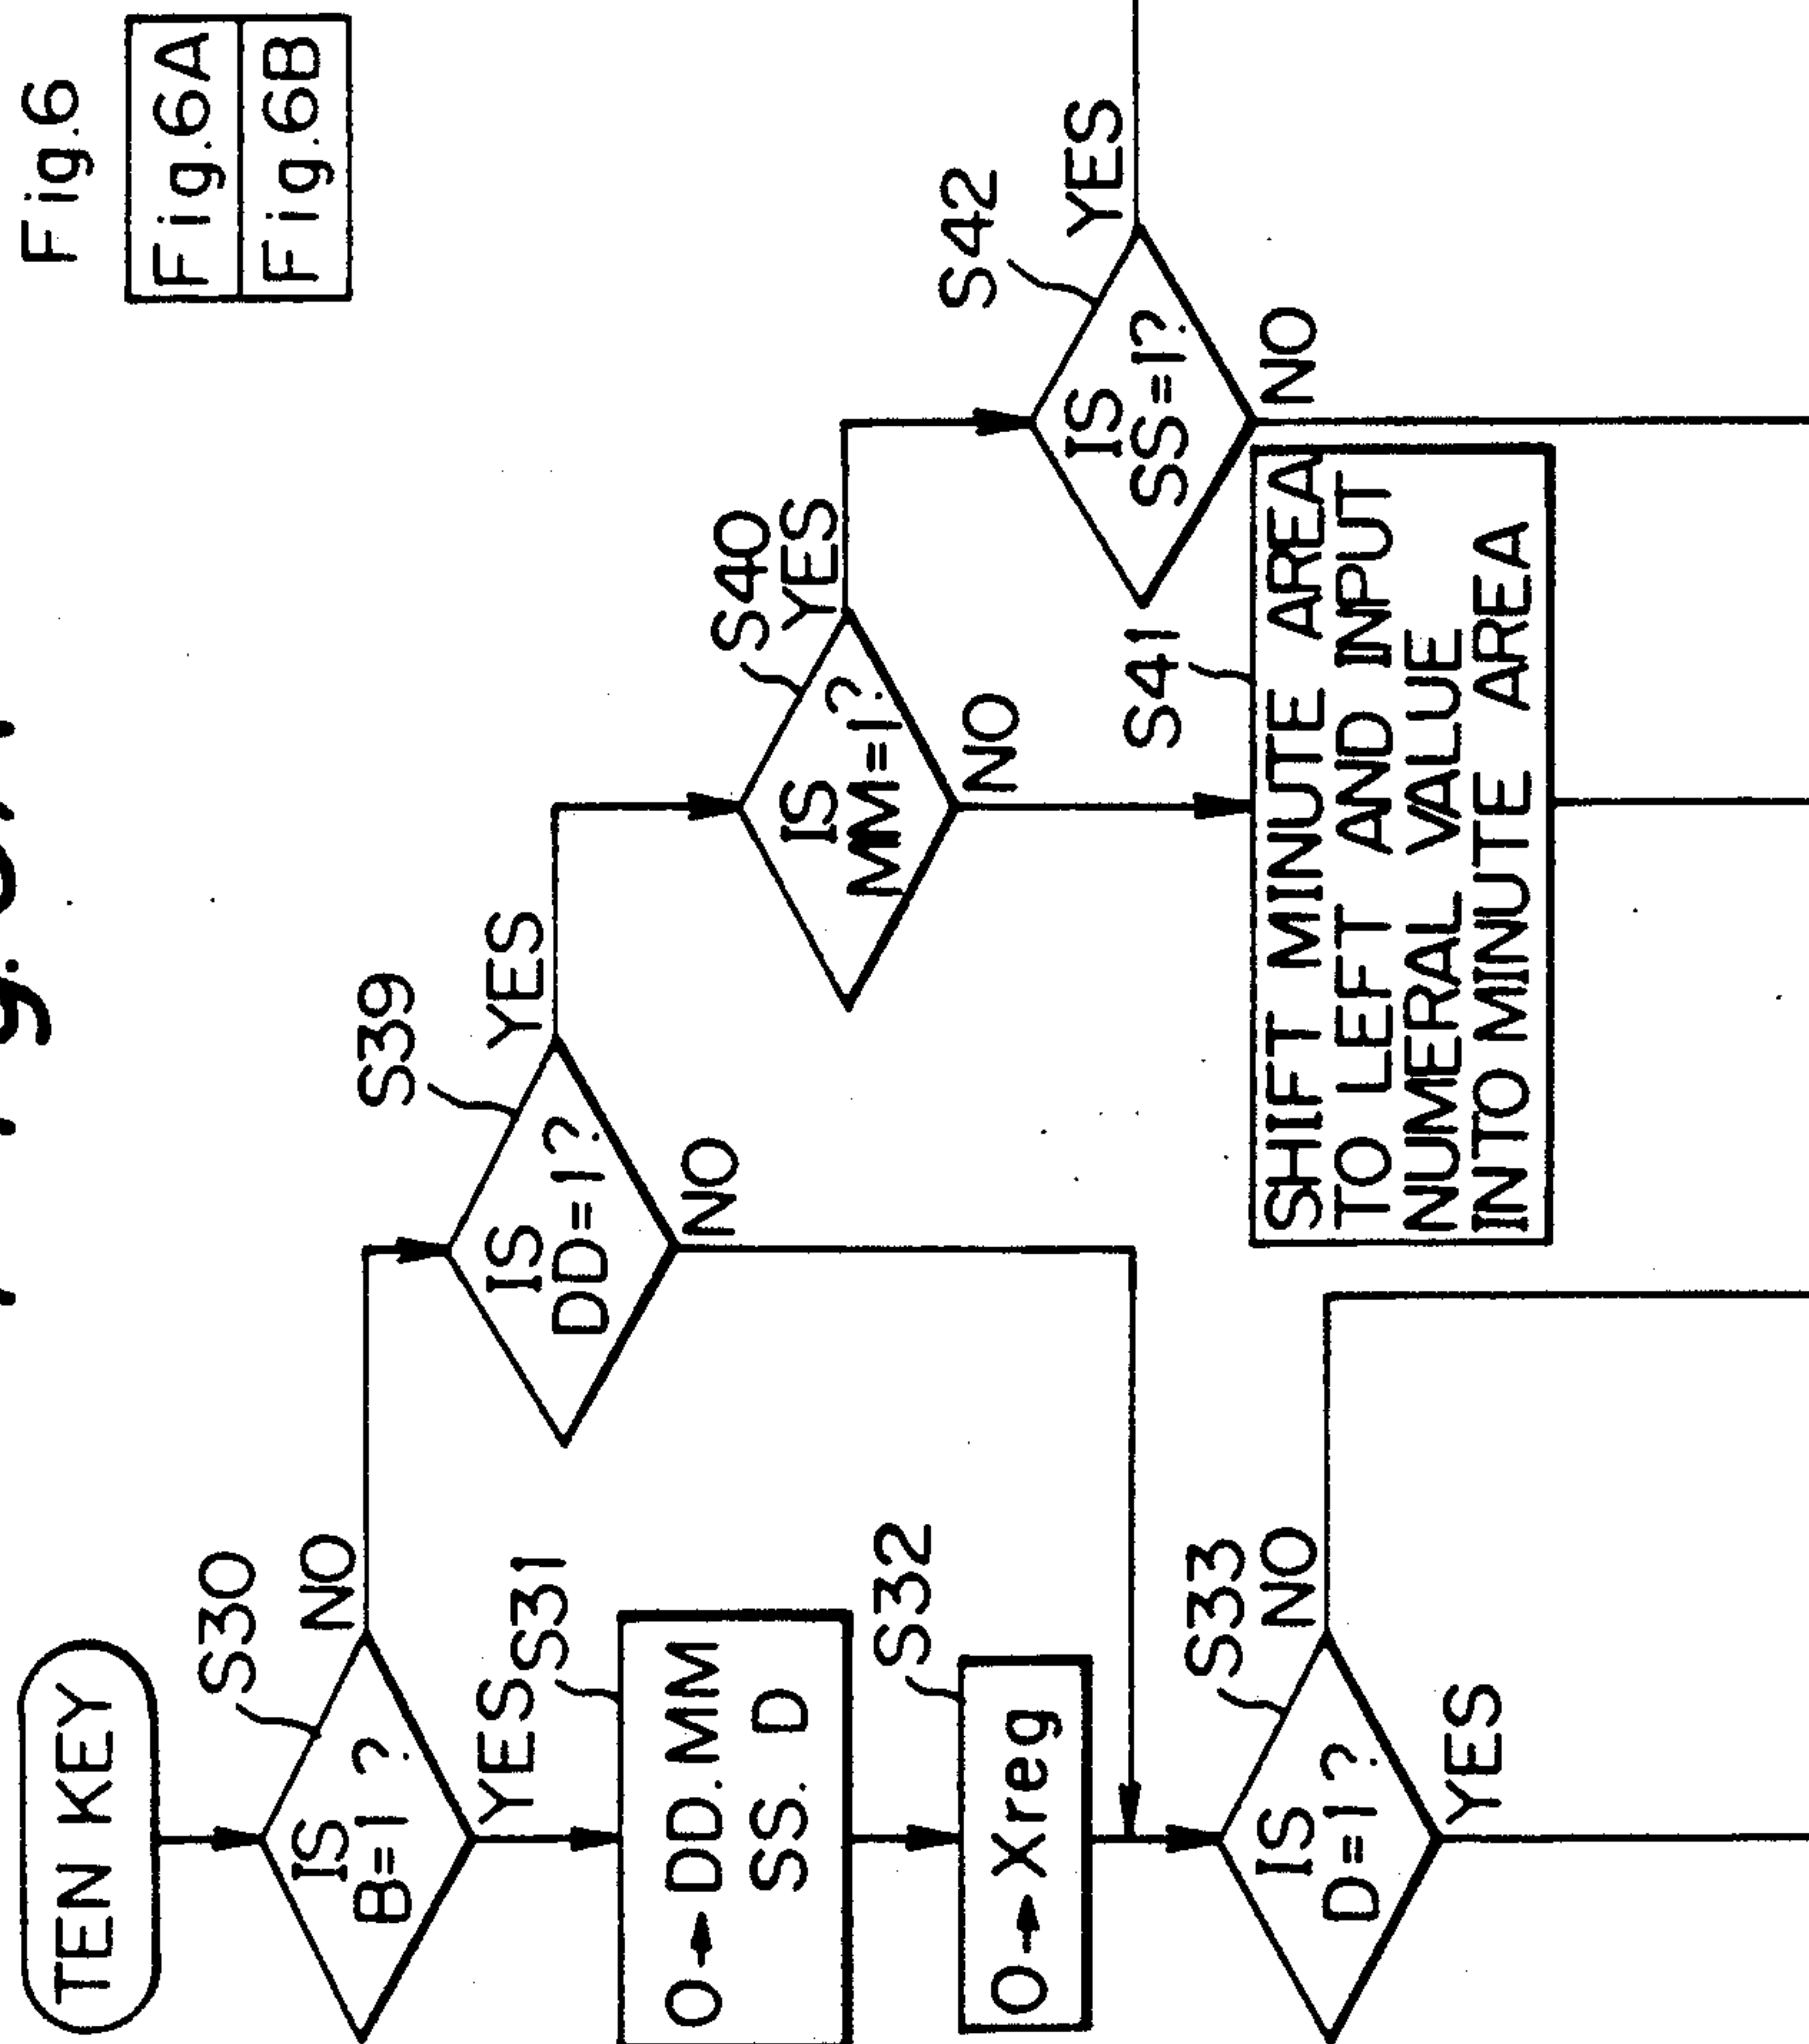 Fig.6
Fig.6A
Fig.6B
TEN KEY
S30
IS
B=1?
NO
YES
S31
0→DD.MM
SS. D
S32
0→Xreg
S33
IS
D=1?
NO
YES
S39
IS
DD=1?
YES
NO
S40
IS
MM=1?
YES
NO
S41
SHIFT MINUTE AREA
TO LEFT AND INPUT
NUMERAL VALUE
INTO MINUTE AREA
S42
IS
SS=1?
YES
NO